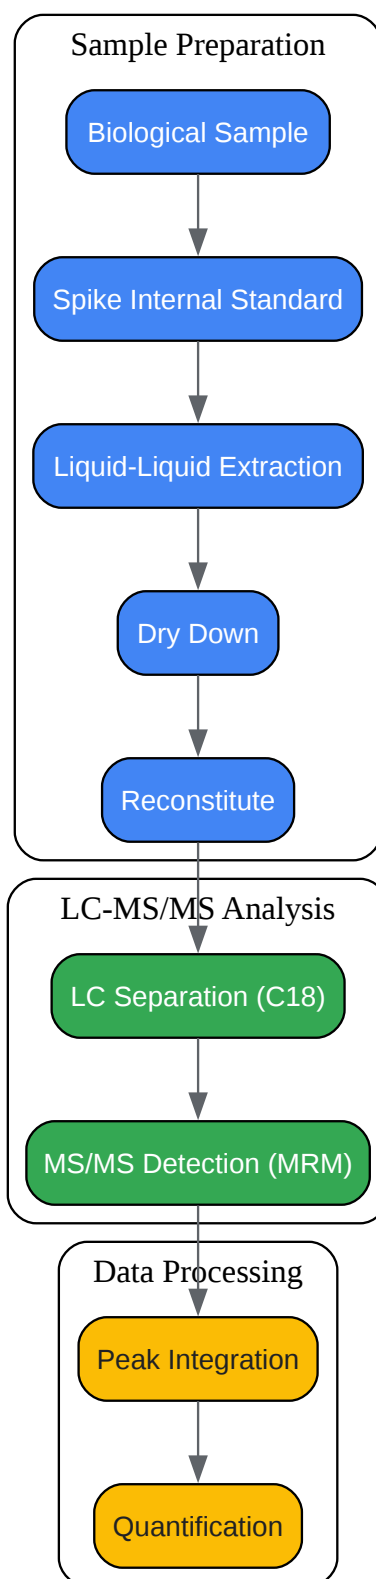 Sample Preparation
Biological Sample
Spike Internal Standard
Liquid-Liquid Extraction
Dry Down
Reconstitute
LC-MS/MS Analysis
LC Separation (C18)
MS/MS Detection (MRM)
Data Processing
Peak Integration
Quantification